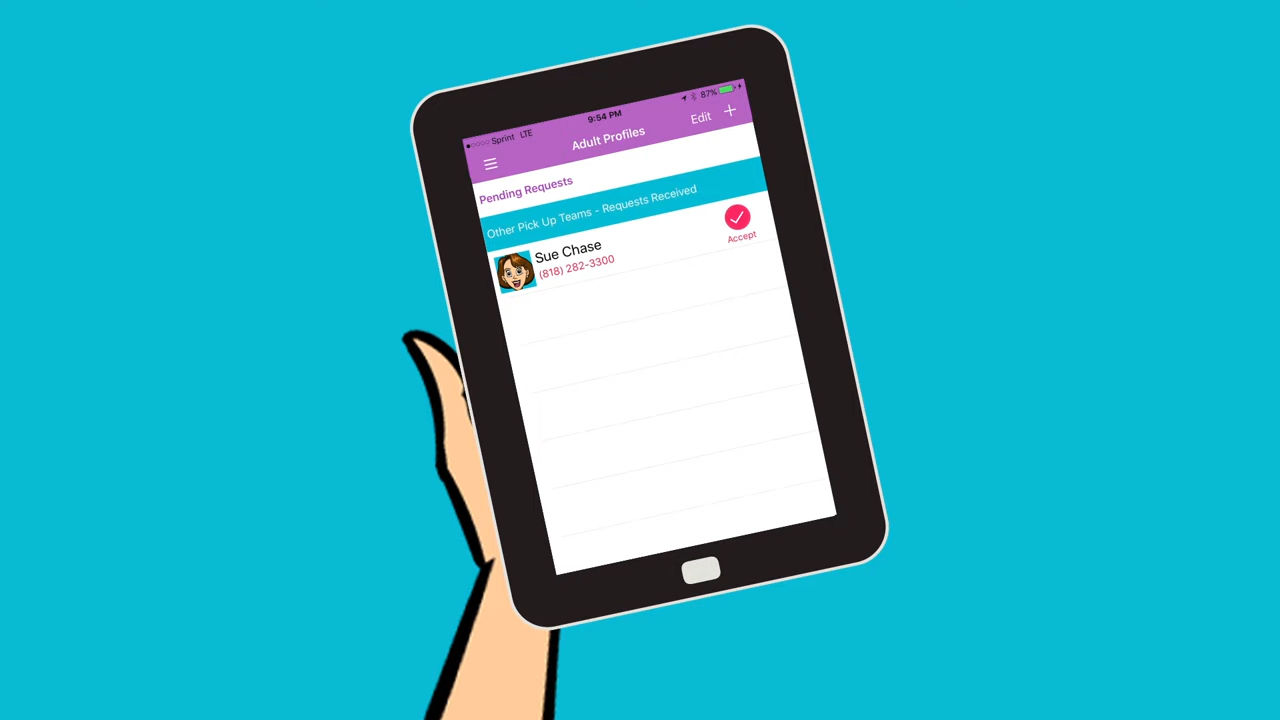 Sprint LTE 9:54 PM 87%
Adult Profiles Edit
Pending Requests
Other Pick Up Teams - Requests Received
Sue Chase
(818) 282-3300
Accept